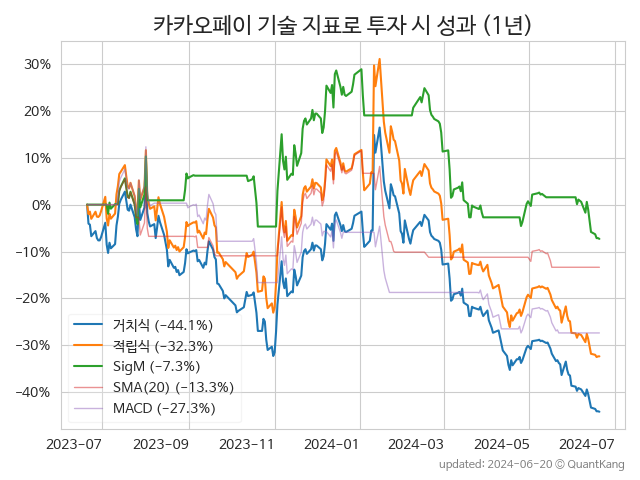 카카오페이 기술 지표로 투자 시 성과 (1년)
30%
20%
10%
0%
−10%
−20%
−30%
−40%
거치식 (−44.1%)
적립식 (−32.3%)
SigM (−7.3%)
SMA(20) (−13.3%)
MACD (−27.3%)
2023-07 2023-09 2023-11 2024-01 2024-03 2024-05 2024-07
updated: 2024-06-20 © QuantKang